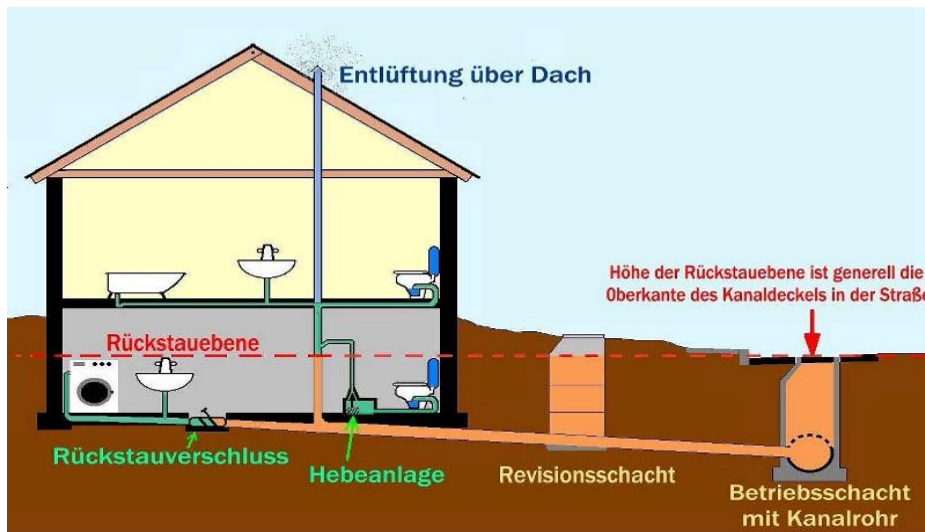 Entlüftung über Dach
Höhe der Rückstauebene ist generell die
Oberkante des Kanaldeckels in der Straße
Rückstauebene
Rückstauverschluss
Hebeanlage
Revisionsschacht
Betriebsschacht
mit Kanalrohr